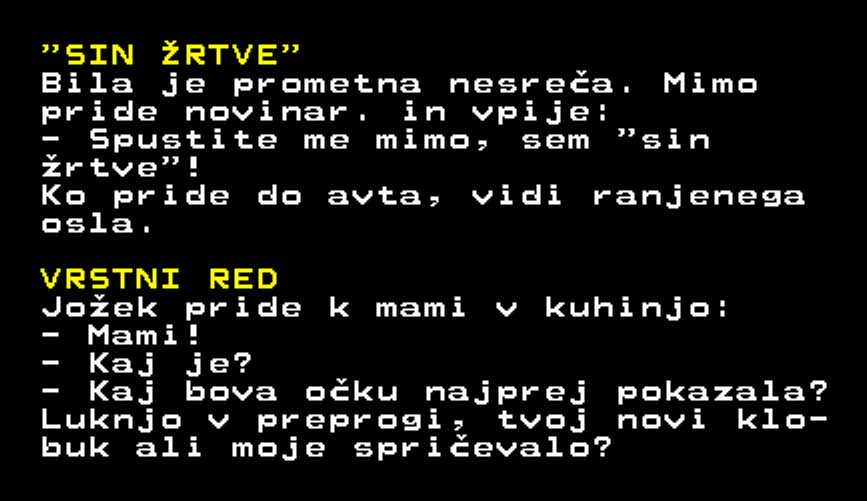 ”SIN ŽRTVE”
Bila je prometna nesreča. Mimo
pride novinar. in vpije:
- Spustite me mimo, sem ”sin
žrtve”!
Ko pride do avta, vidi ranjenega
osla.
VRSTNI RED
Jožek pride k mami v kuhinjo:
- Mami!
- Kaj je?
- Kaj bova očku najprej pokazala?
Luknjo v preprogi, tvoj novi klo-
buk ali moje spričevalo?